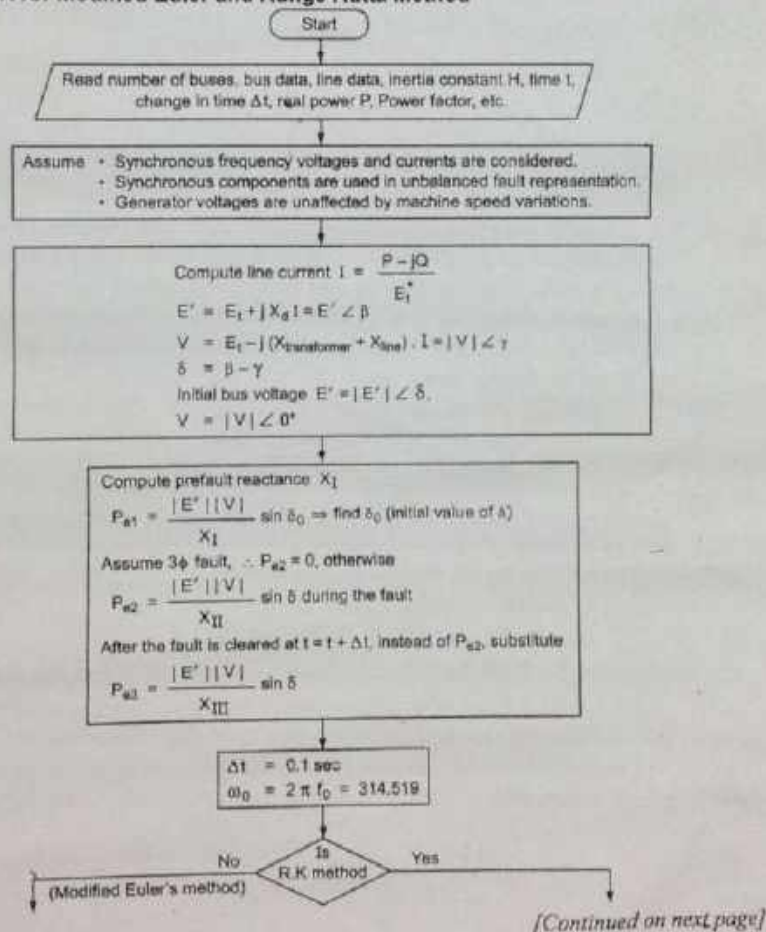 Modified Euler and Runge Kutta Method
Start
Read number of buses, bus data, line data, inertia constant H, time t,
change in time Δt, real power P, Power factor, etc.
Assume • Synchronous frequency voltages and currents are considered.
• Synchronous components are used in unbalanced fault representation.
• Generator voltages are unaffected by machine speed variations.
Compute line current I = (P – jQ) / E_t*
E' = E_t + j X_d I = E' ∠ β
V = E_t – j (X_transformer + X_line) . I = |V| ∠ γ
δ = β – γ
Initial bus voltage E' = |E'| ∠ δ.
V = |V| ∠ 0°
Compute prefault reactance X_I
P_e1 = (|E'| |V| / X_I) sin δ_0 ⇒ find δ_0 (initial value of δ)
Assume 3ϕ fault, ∴ P_e2 = 0, otherwise
P_e2 = (|E'| |V| / X_II) sin δ during the fault
After the fault is cleared at t = t + Δt, instead of P_e2, substitute
P_e3 = (|E'| |V| / X_III) sin δ
Δt = 0.1 sec
ω_0 = 2 π f_0 = 314.519
Is
No R.K method Yes
(Modified Euler's method)
[Continued on next page]